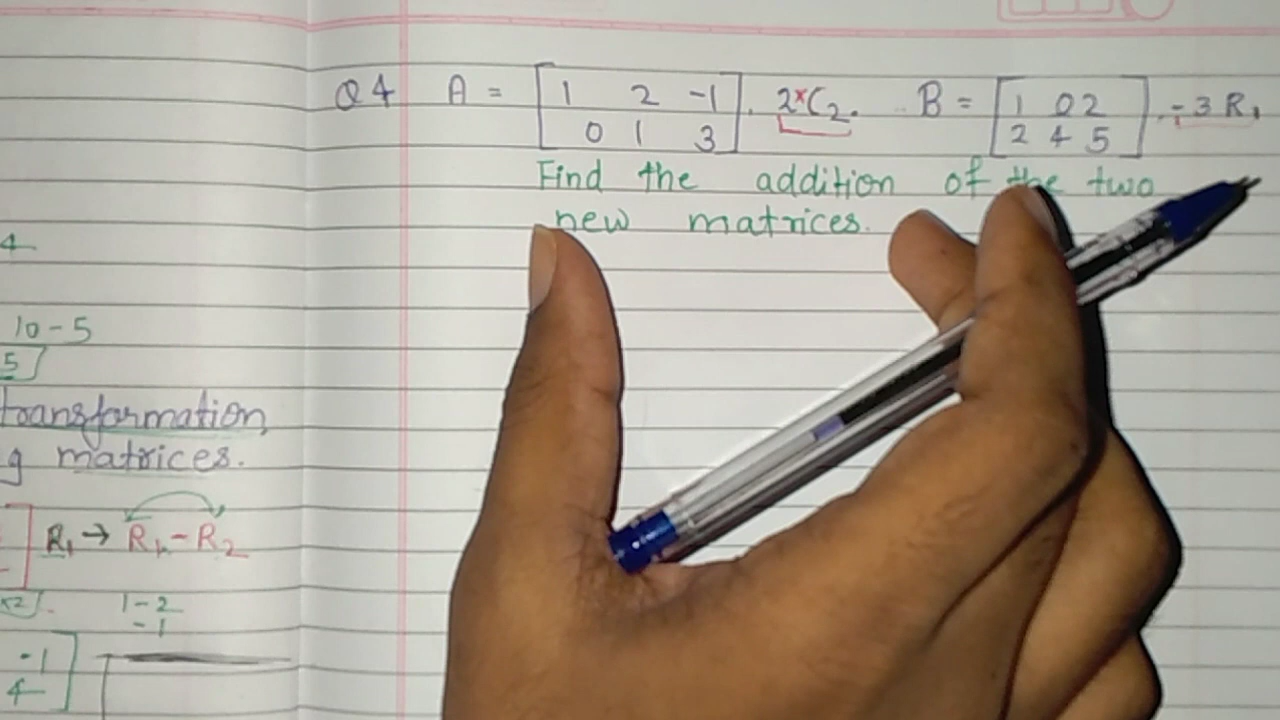 Q4 A = [ 1 2 -1 ]. 2×C2. B = [ 1 0 2 ]. -3R1
0 1 3 2 4 5
Find the addition of the two
new matrices.
4
10-5
5
transformation,
g matrices.
R1 → R1 - R2
1-2
-1
-1
4